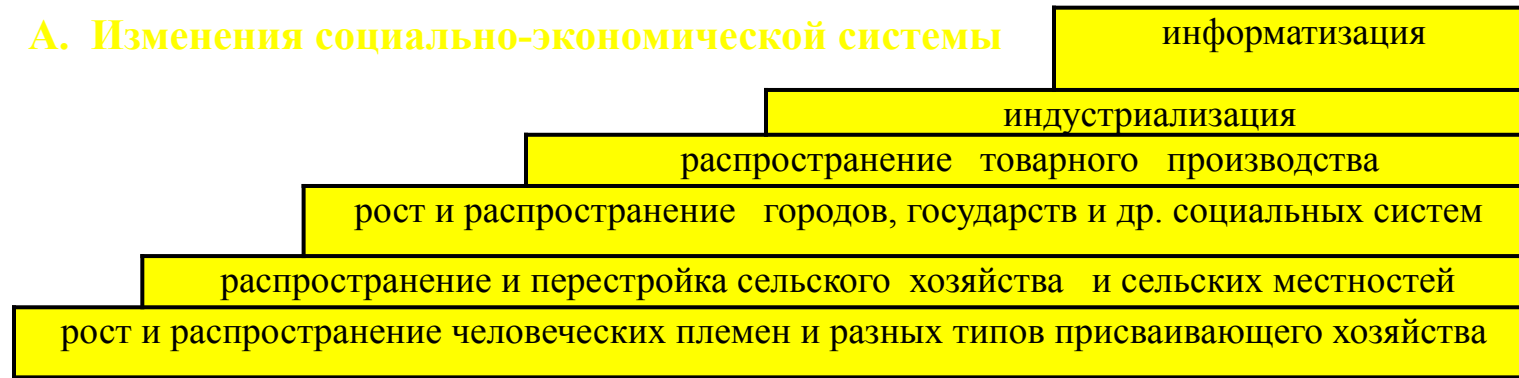 А. Изменения социально-экономической системы
информатизация
индустриализация
распространение товарного производства
рост и распространение городов, государств и др. социальных систем
распространение и перестройка сельского хозяйства и сельских местностей
рост и распространение человеческих племен и разных типов присваивающего хозяйства